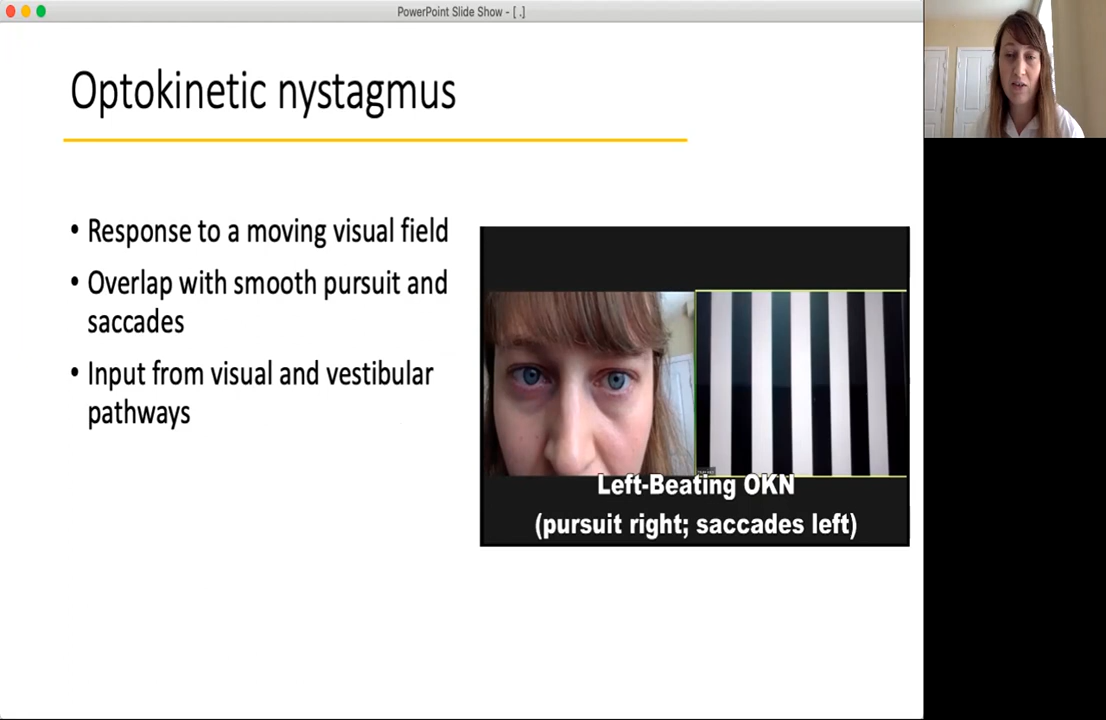 PowerPoint Slide Show - [ .]
Optokinetic nystagmus
• Response to a moving visual field
• Overlap with smooth pursuit and
saccades
• Input from visual and vestibular
pathways
Left-Beating OKN
(pursuit right; saccades left)